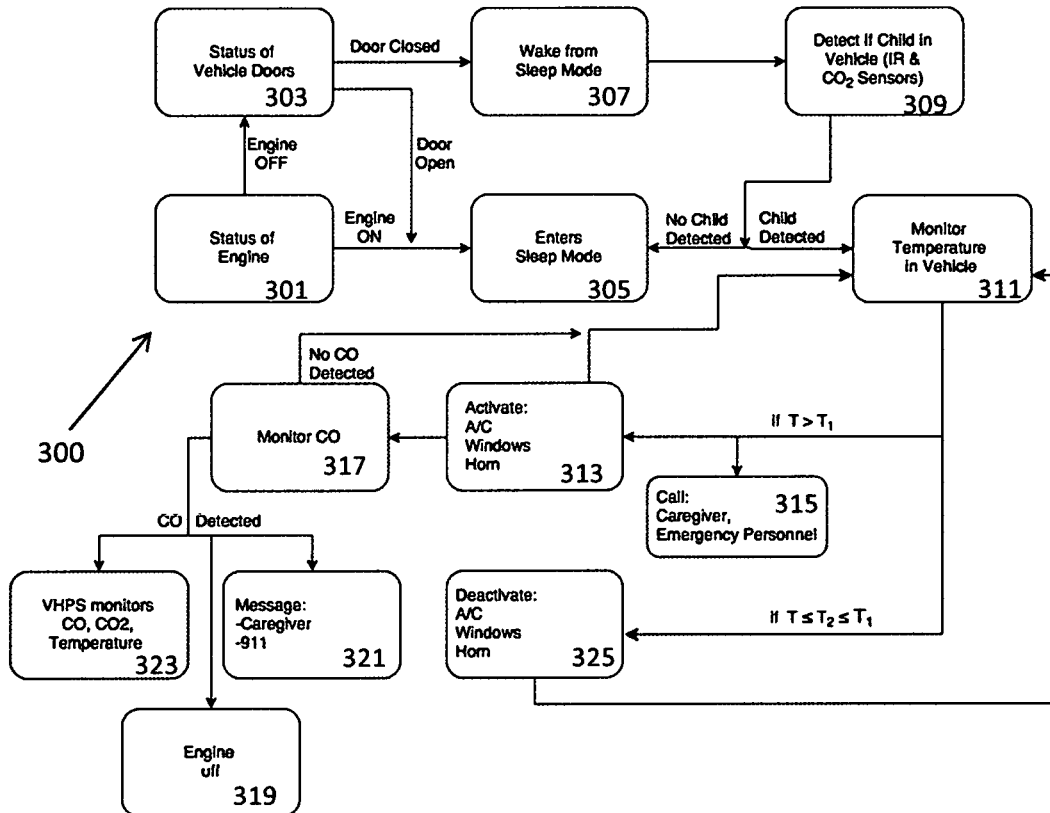 Status of
Vehicle Doors
303
Door Closed
Wake from
Sleep Mode
307
Detect if Child in
Vehicle (IR &
CO₂ Sensors)
309
Engine
OFF
Door
Open
Status of
Engine
301
Engine
ON
Enters
Sleep Mode
305
No Child
Detected
Child
Detected
Monitor
Temperature
in Vehicle
311
300
No CO
Detected
Monitor CO
317
Activate:
A/C
Windows
Horn
313
if T > T₁
Call:
Caregiver,
Emergency Personnel
315
CO Detected
VHPS monitors
CO, CO2,
Temperature
323
Message:
-Caregiver
-911
321
Deactivate:
A/C
Windows
Horn
325
if T ≤ T₂ ≤ T₁
Engine
off
319